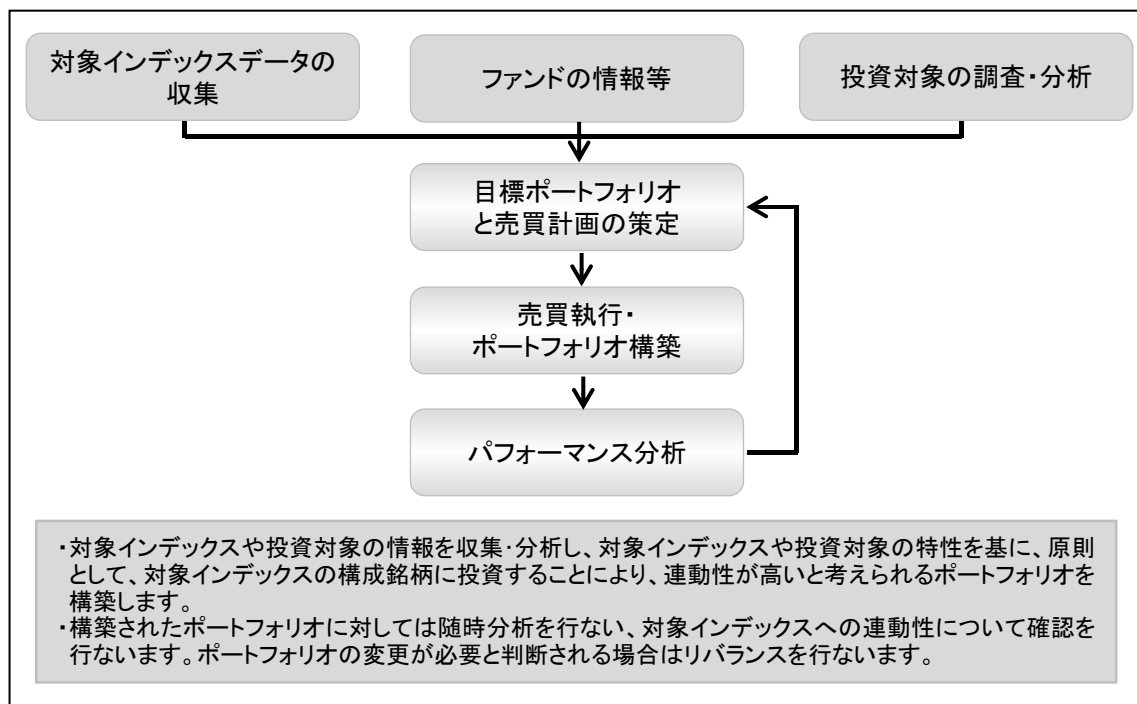 対象インデックスデータの
収集
ファンドの情報等
投資対象の調査・分析
目標ポートフォリオ
と売買計画の策定
売買執行・
ポートフォリオ構築
パフォーマンス分析
・対象インデックスや投資対象の情報を収集・分析し、対象インデックスや投資対象の特性を基に、原則
として、対象インデックスの構成銘柄に投資することにより、連動性が高いと考えられるポートフォリオを
構築します。
・構築されたポートフォリオに対しては随時分析を行ない、対象インデックスへの連動性について確認を
行ないます。ポートフォリオの変更が必要と判断される場合はリバランスを行ないます。